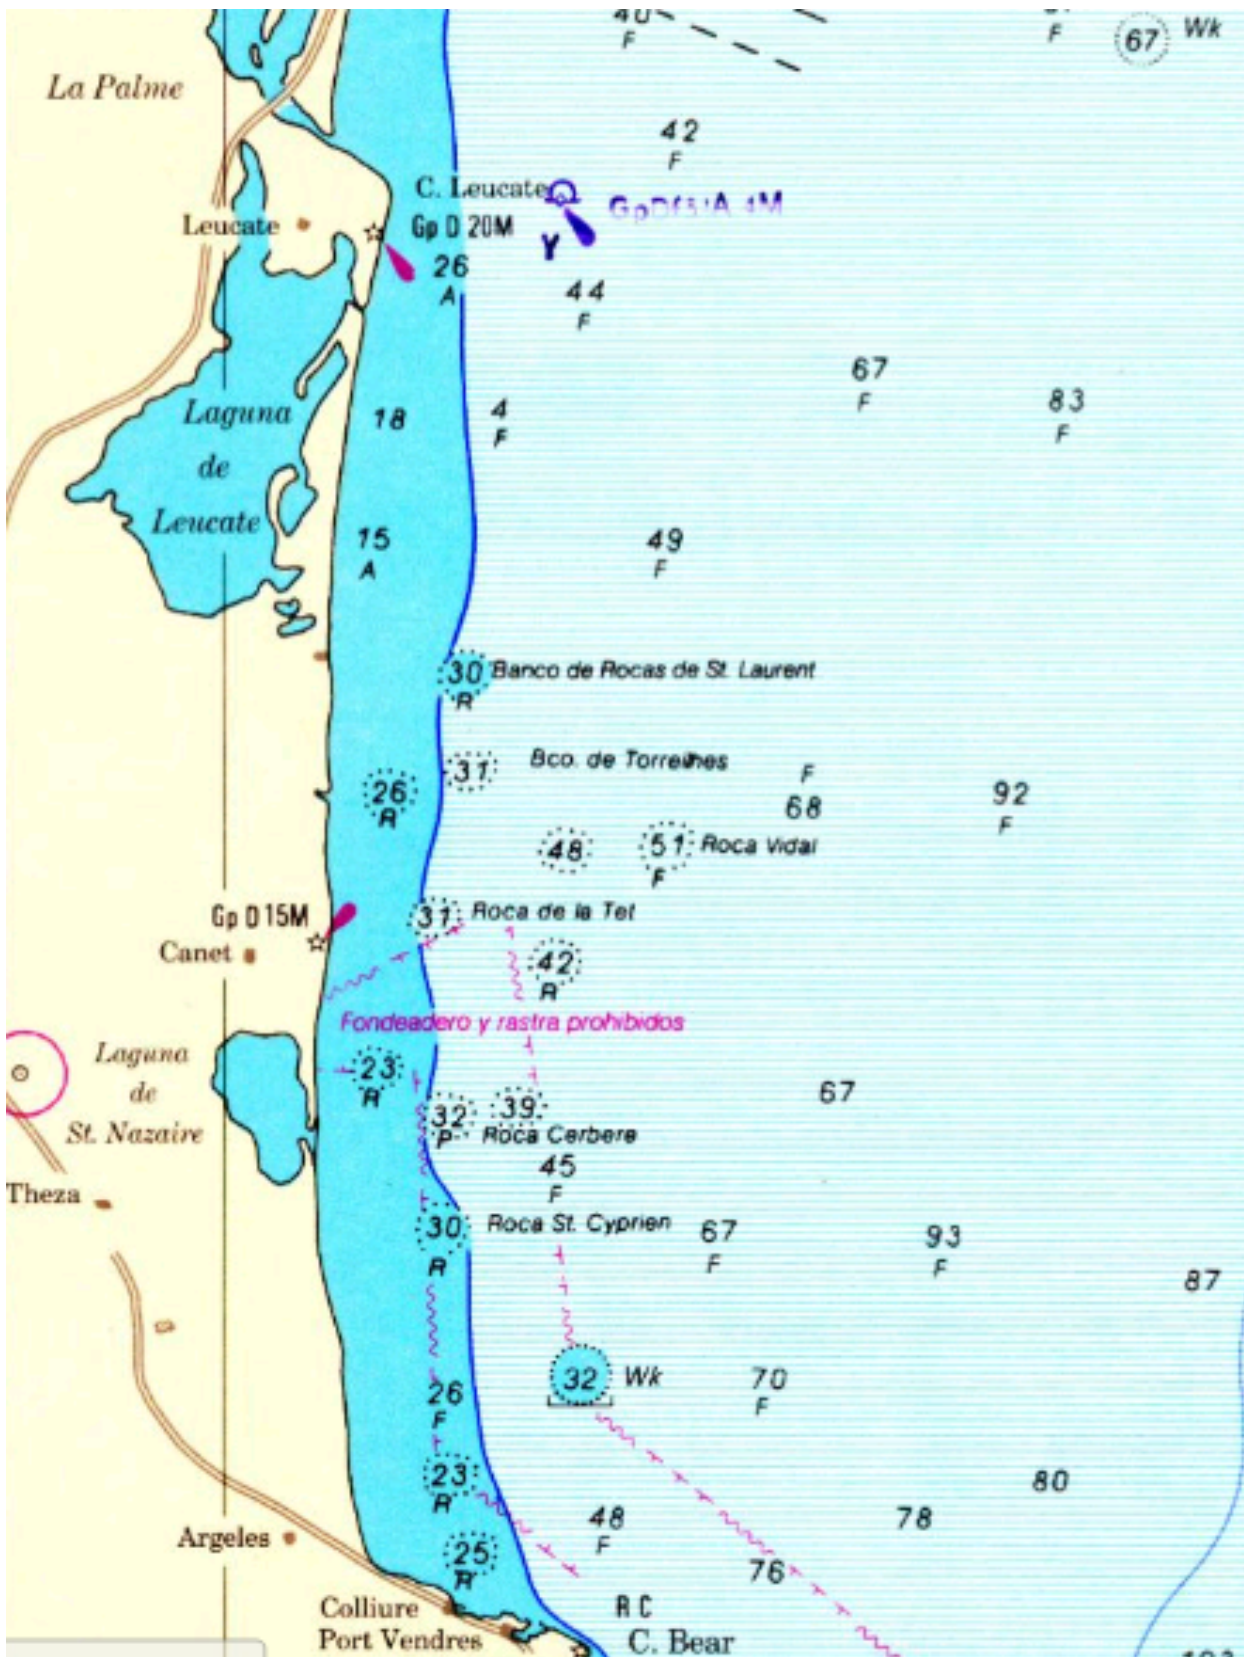 40
F
F
67 Wk
La Palme
42
F
C. Leucate
Leucate
Gp D 20M
Y
26
A
44
F
67
F
83
F
Laguna
de
Leucate
18
4
F
15
A
49
F
30 Banco de Rocas de St. Laurent
R
31
26
R
F
68
92
F
48
51 Roca Vidal
F
Gp D 15M
31 Roca de la Tet
Canet
42
R
Fondeadero y rastra prohibidos
Laguna
de
St. Nazaire
23
R
67
32
P
39
Roca Cerbere
45
F
Theza
30 Roca St. Cyprien
R
67
F
93
F
87
32 Wk
26
F
70
F
23
R
80
Argeles
48
F
78
25
R
76
Colliure
Port Vendres
R C
C. Bear